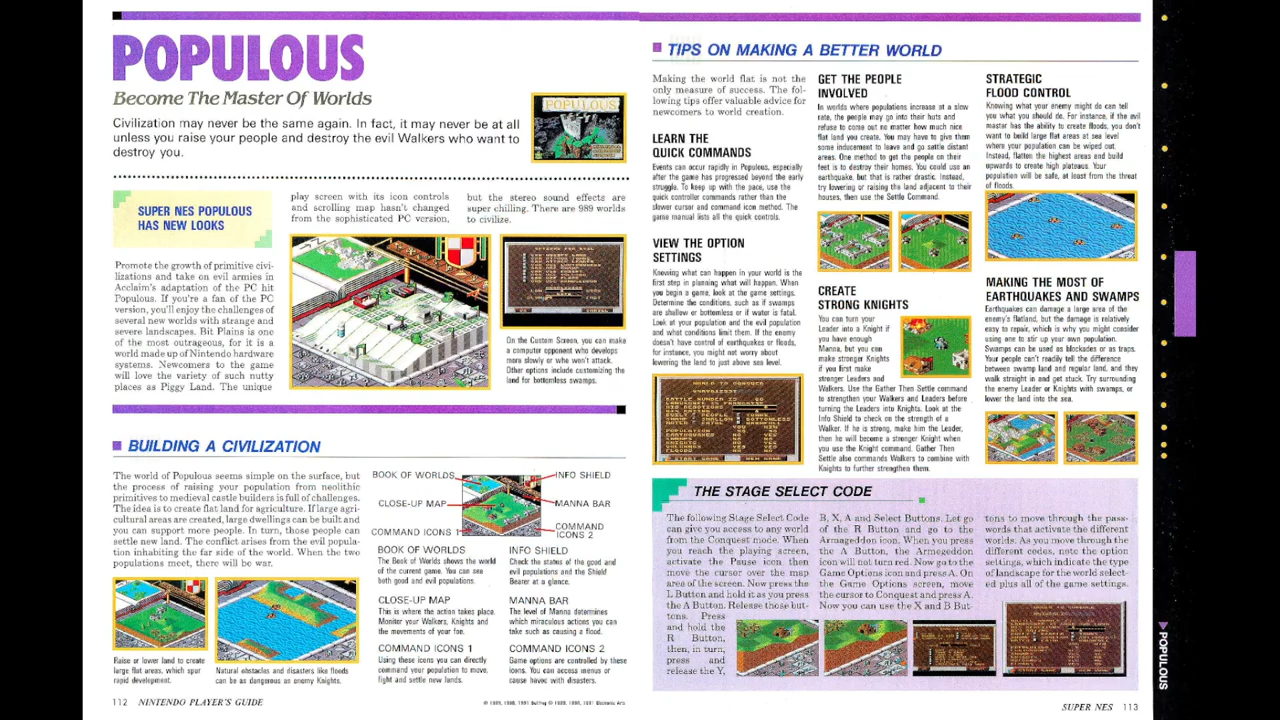 POPULOUS
Become The Master Of Worlds
Civilization may never be the same again. In fact, it may never be at all
unless you raise your people and destroy the evil Walkers who want to
destroy you.
POPULOUS
SUPER NES POPULOUS
HAS NEW LOOKS
Promote the growth of primitive civi-
lizations and take on evil armies in
Acclaim's adaptation of the PC hit
Populous. If you're a fan of the PC
version, you'll enjoy the challenges of
several new worlds with strange and
severe landscapes. Bit Plains is one
of the most outrageous, for it is a
world made up of Nintendo hardware
systems. Newcomers to the game
will love the variety of such nutty
places as Piggy Land. The unique
play screen with its icon controls
and scrolling map hasn't changed
from the sophisticated PC version,
but the stereo sound effects are
super chilling. There are 989 worlds
to civilize.
On the Custom Screen, you can make
a computer opponent who develops
more slowly or who won't attack.
Other options include customizing the
land for bottomless swamps.
BUILDING A CIVILIZATION
The world of Populous seems simple on the surface, but
the process of raising your population from neolithic
primitives to medieval castle builders is full of challenges.
The idea is to create flat land for agriculture. If large agri-
cultural areas are created, large dwellings can be built and
you can support more people. In turn, those people can
settle new land. The conflict arises from the evil popula-
tion inhabiting the far side of the world. When the two
populations meet, there will be war.
Raise or lower land to create
large flat areas, which spur
rapid development.
Natural obstacles and disasters like floods
can be as dangerous as enemy Knights.
BOOK OF WORLDS
CLOSE-UP MAP
COMMAND ICONS 1
INFO SHIELD
MANNA BAR
COMMAND
ICONS 2
BOOK OF WORLDS
The Book of Worlds shows the world
of the current game. You can see
both good and evil populations.
CLOSE-UP MAP
This is where the action takes place.
Monitor your Walkers, Knights and
the movements of your foe.
COMMAND ICONS 1
Using these icons you can directly
command your population to move,
fight and settle new lands.
INFO SHIELD
Check the status of the good and
evil populations and the Shield
Bearer at a glance.
MANNA BAR
The level of Manna determines
which miraculous actions you can
take such as causing a flood.
COMMAND ICONS 2
Game options are controlled by these
icons. You can access menus or
cause havoc with disasters.
112 NINTENDO PLAYER'S GUIDE
TIPS ON MAKING A BETTER WORLD
Making the world flat is not the
only measure of success. The fol-
lowing tips offer valuable advice for
newcomers to world creation.
LEARN THE
QUICK COMMANDS
Events can occur rapidly in Populous, especially
after the game has progressed beyond the early
struggle. To keep up with the pace, use the
quick controller commands rather than the
slower cursor and command icon method. The
game manual lists all the quick controls.
VIEW THE OPTION
SETTINGS
Knowing what can happen in your world is the
first step in planning what will happen. When
you begin a game, look at the game settings.
Determine the conditions, such as if swamps
are shallow or bottomless or if water is fatal.
Look at your population and the evil population
and what conditions limit them. If the enemy
doesn't have control of earthquakes or floods,
for instance, you might not worry about
lowering the land to just above sea level.
WORLD TO CONQUER
GET THE PEOPLE
INVOLVED
In worlds where populations increase at a slow
rate, the people may go into their huts and
refuse to come out no matter how much nice
flat land you create. You may have to give them
some inducement to leave and go settle distant
areas. One method to get the people on their
feet is to destroy their homes. You could use an
earthquake, but that is rather drastic. Instead,
try lowering or raising the land adjacent to their
houses, then use the Settle Command.
CREATE
STRONG KNIGHTS
You can turn your
Leader into a Knight if
you have enough
Manna, but you can
make stronger Knights
if you first make
stronger Leaders and
Walkers. Use the Gather Then Settle command
to strengthen your Walkers and Leaders before
turning the Leaders into Knights. Look at the
Info Shield to check on the strength of a
Walker. If he is strong, make him the Leader,
then he will become a stronger Knight when
you use the Knight command. Gather Then
Settle also commands Walkers to combine with
Knights to further strengthen them.
STRATEGIC
FLOOD CONTROL
Knowing what your enemy might do can tell
you what you should do. For instance, if the evil
master has the ability to create floods, you don't
want to build large flat areas at sea level
where your population can be wiped out.
Instead, flatten the highest areas and build
upwards to create high plateaus. Your
population will be safe, at least from the threat
of floods.
MAKING THE MOST OF
EARTHQUAKES AND SWAMPS
Earthquakes can damage a large area of the
enemy's flatland, but the damage is relatively
easy to repair, which is why you might consider
using one to stir up your own population.
Swamps can be used as blockades or as traps.
Your people can't readily tell the difference
between swamp land and regular land, and they
walk straight in and get stuck. Try surrounding
the enemy Leader or Knights with swamps, or
lower the land into the sea.
THE STAGE SELECT CODE
The following Stage Select Code
can give you access to any world
from the Conquest mode. When
you reach the playing screen,
activate the Pause icon then
move the cursor over the map
area of the screen. Now press the
L Button and hold it as you press
the A Button. Release those but-
tons. Press
and hold the
R Button,
then, in turn,
press and
release the Y,
B, X, A and Select Buttons. Let go
of the R Button and go to the
Armageddon icon. When you press
the A Button, the Armegeddon
icon will not turn red. Now go to the
Game Options icon and press A. On
the Game Options screen, move
the cursor to Conquest and press A.
Now you can use the X and B But-
tons to move through the pass-
words that activate the different
worlds. As you move through the
different codes, note the option
settings, which indicate the type
of landscape for the world select-
ed plus all of the game settings.
POPULOUS
SUPER NES 113